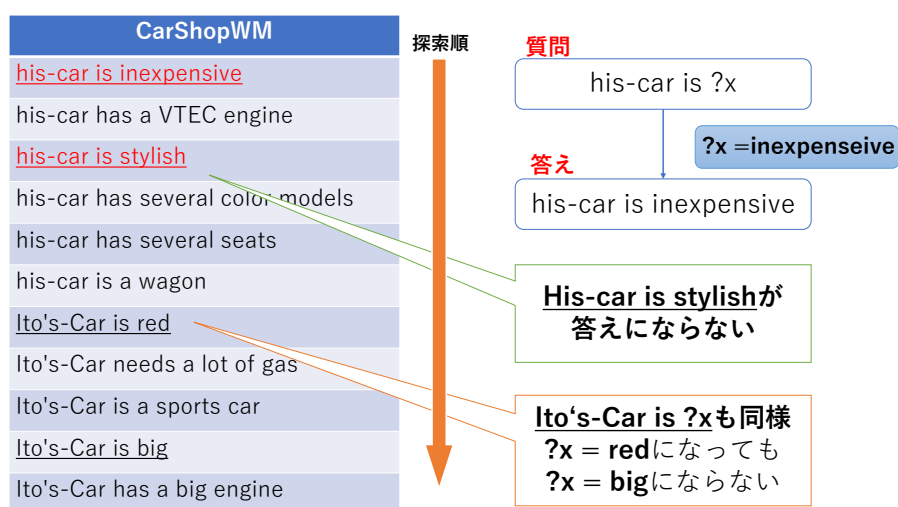 CarShopWM
his-car is inexpensive
his-car has a VTEC engine
his-car is stylish
his-car has several color models
his-car has several seats
his-car is a wagon
Ito's-Car is red
Ito's-Car needs a lot of gas
Ito's-Car is a sports car
Ito's-Car is big
Ito's-Car has a big engine
探索順
質問
his-car is ?x
?x =inexpenseive
答え
his-car is inexpensive
His-car is stylishが
答えにならない
Ito‘s-Car is ?xも同様
?x = redになっても
?x = bigにならない